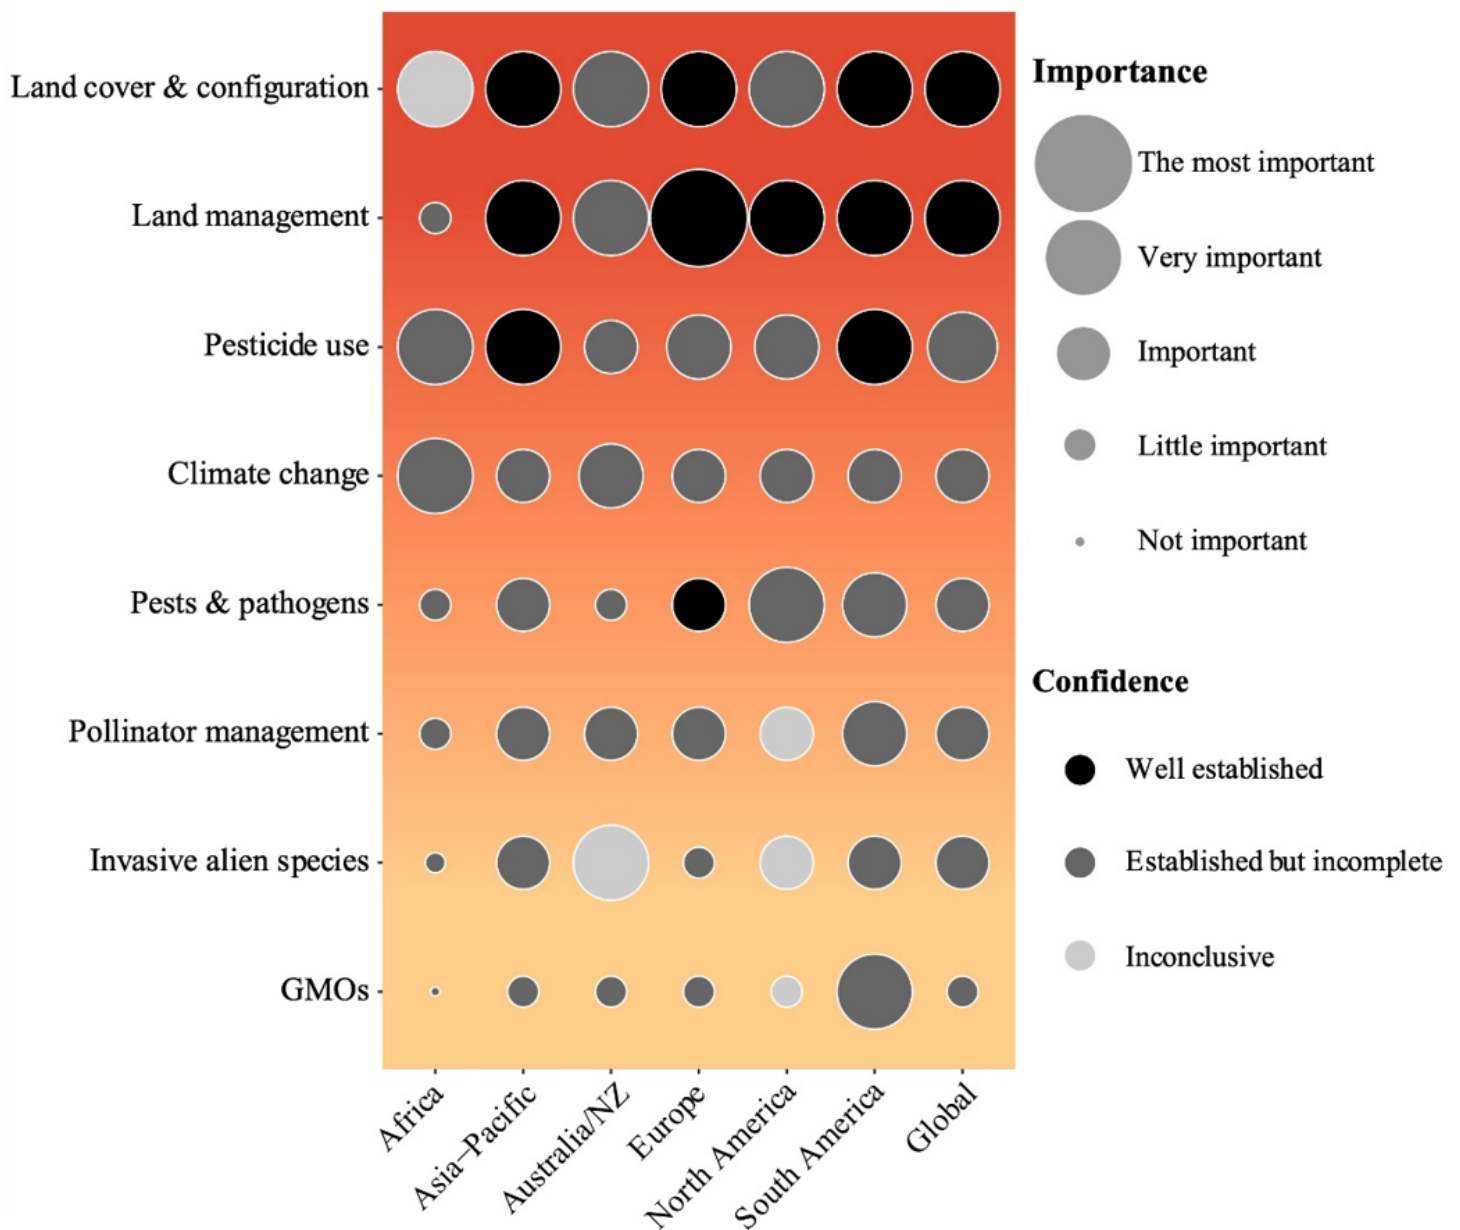 Land cover & configuration
Land management
Pesticide use
Climate change
Pests & pathogens
Pollinator management
Invasive alien species
GMOs
Africa
Asia–Pacific
Australia/NZ
Europe
North America
South America
Global
Importance
The most important
Very important
Important
Little important
Not important
Confidence
Well established
Established but incomplete
Inconclusive